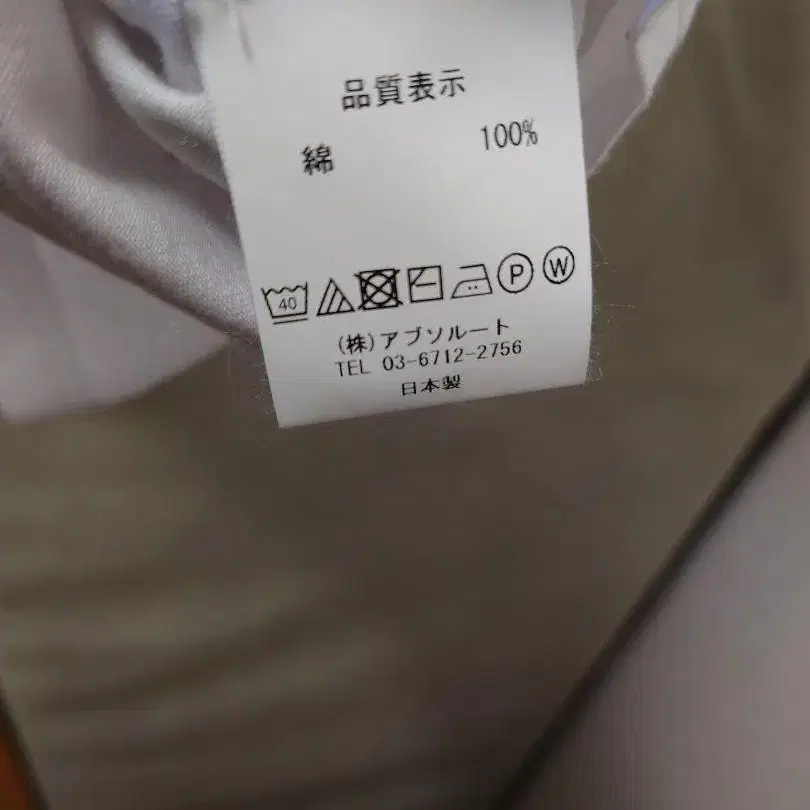 品質表示
綿 100%
40 P W
(株)アブソルート
TEL 03-6712-2756
日本製